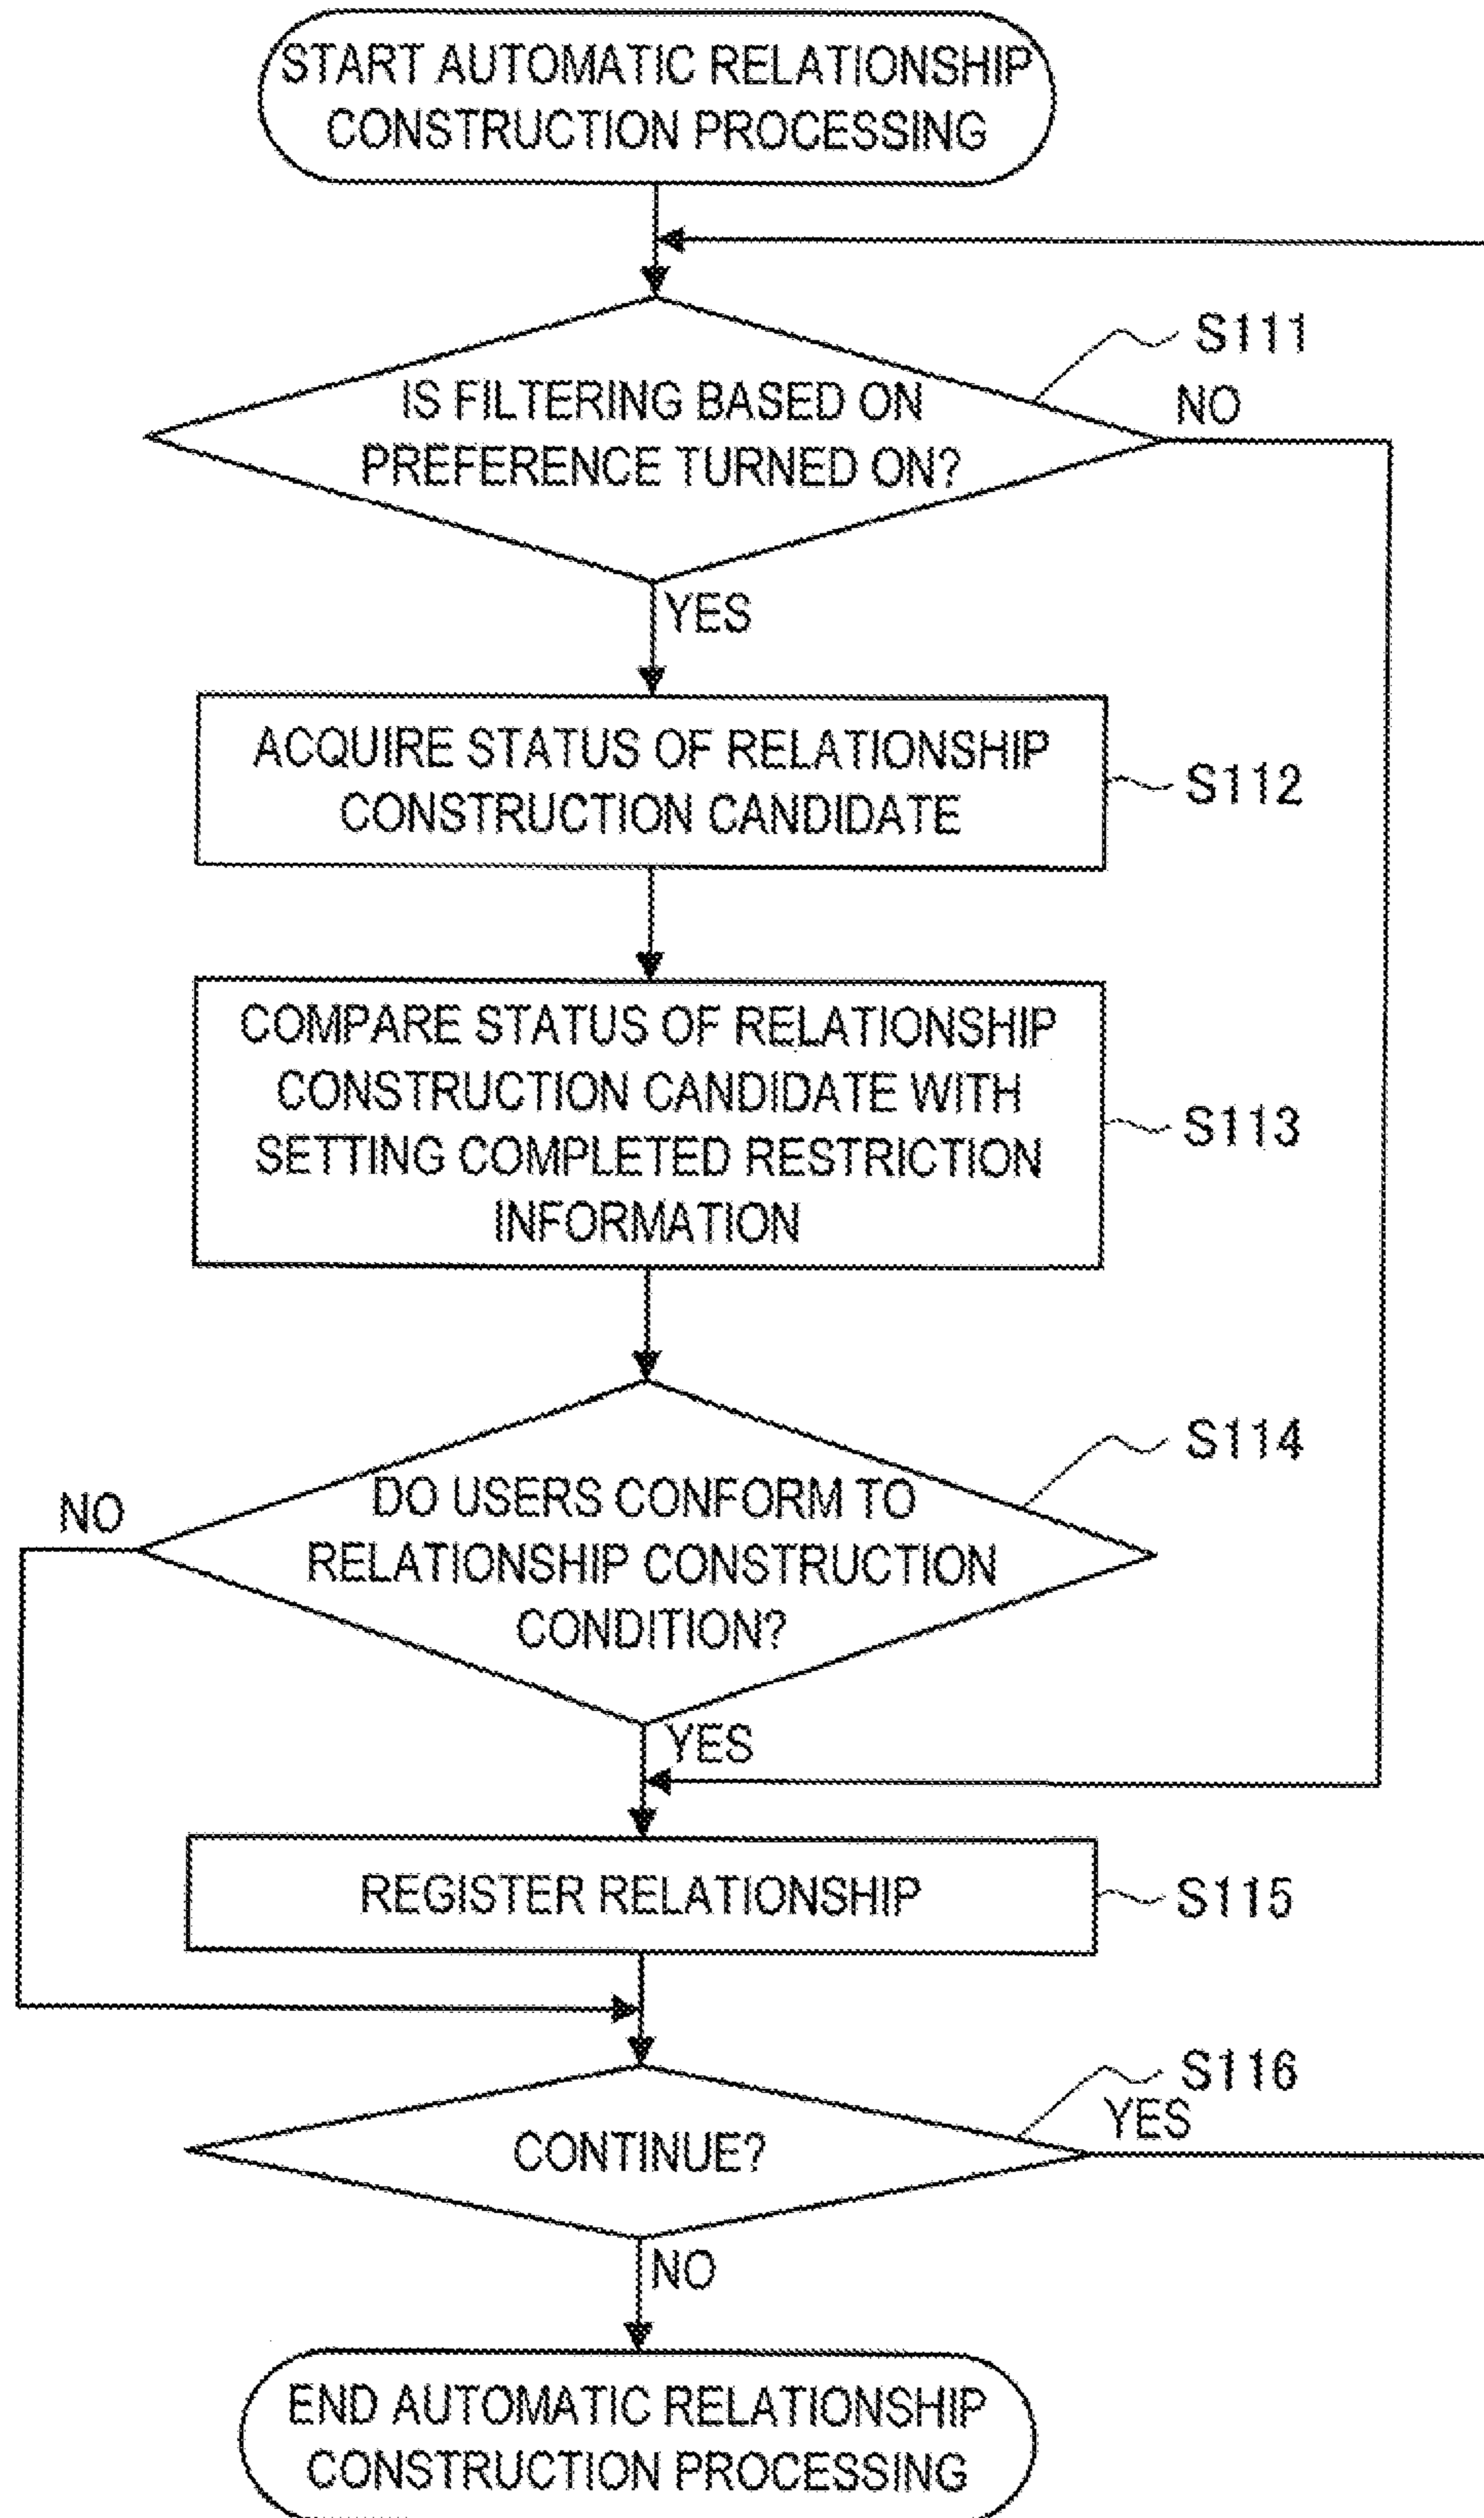 START AUTOMATIC RELATIONSHIP
CONSTRUCTION PROCESSING
S111
IS FILTERING BASED ON
PREFERENCE TURNED ON?
NO
YES
ACQUIRE STATUS OF RELATIONSHIP
CONSTRUCTION CANDIDATE
S112
COMPARE STATUS OF RELATIONSHIP
CONSTRUCTION CANDIDATE WITH
SETTING COMPLETED RESTRICTION
INFORMATION
S113
S114
NO
DO USERS CONFORM TO
RELATIONSHIP CONSTRUCTION
CONDITION?
YES
REGISTER RELATIONSHIP
S115
S116
YES
CONTINUE?
NO
END AUTOMATIC RELATIONSHIP
CONSTRUCTION PROCESSING